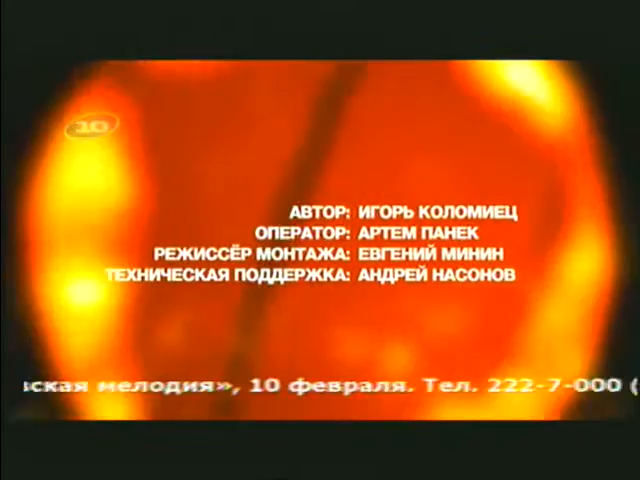 10
АВТОР: ИГОРЬ КОЛОМИЕЦ
ОПЕРАТОР: АРТЕМ ПАНЕК
РЕЖИССЁР МОНТАЖА: ЕВГЕНИЙ МИНИН
ТЕХНИЧЕСКАЯ ПОДДЕРЖКА: АНДРЕЙ НАСОНОВ
ская мелодия», 10 февраля. Тел. 222-7-000 (